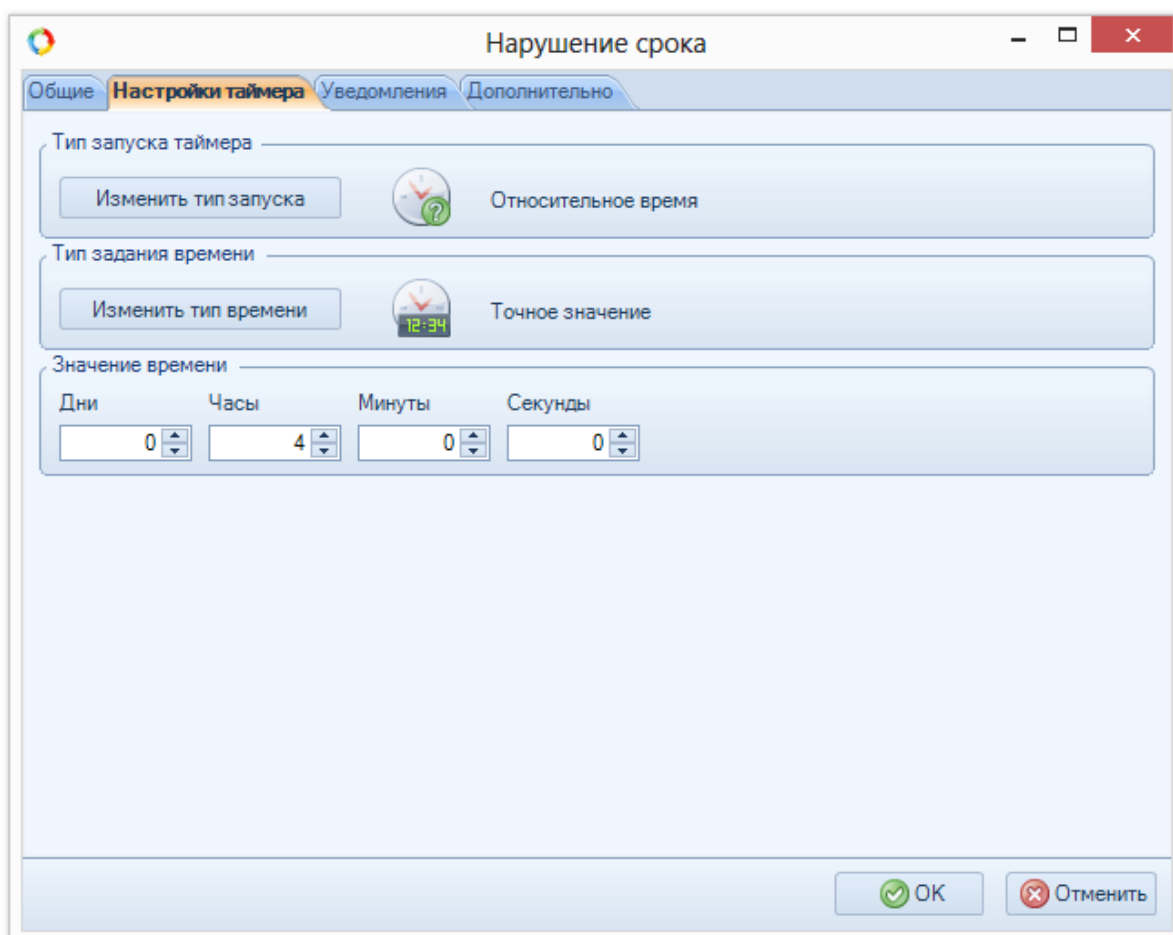 Нарушение срока
Общие Настройки таймера Уведомления Дополнительно
Тип запуска таймера
Изменить тип запуска ? Относительное время
Тип задания времени
Изменить тип времени 12:34 Точное значение
Значение времени
Дни Часы Минуты Секунды
0 4 0 0
OK Отменить